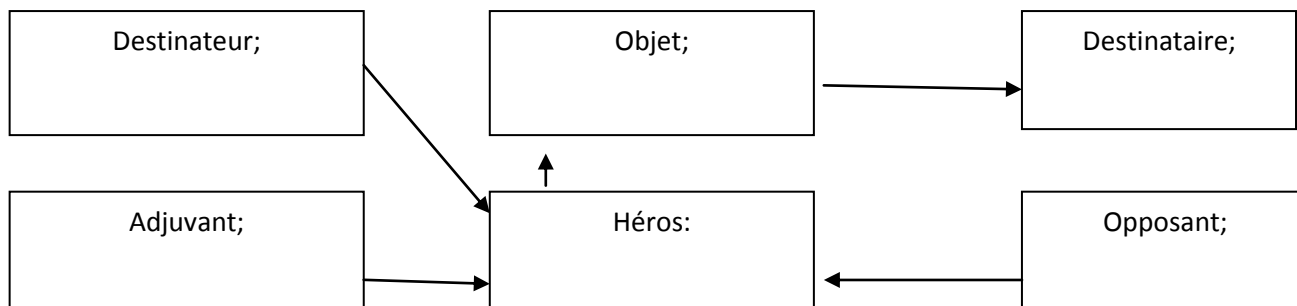 Destinateur;
Objet;
Destinataire;
Adjuvant;
Héros:
Opposant;